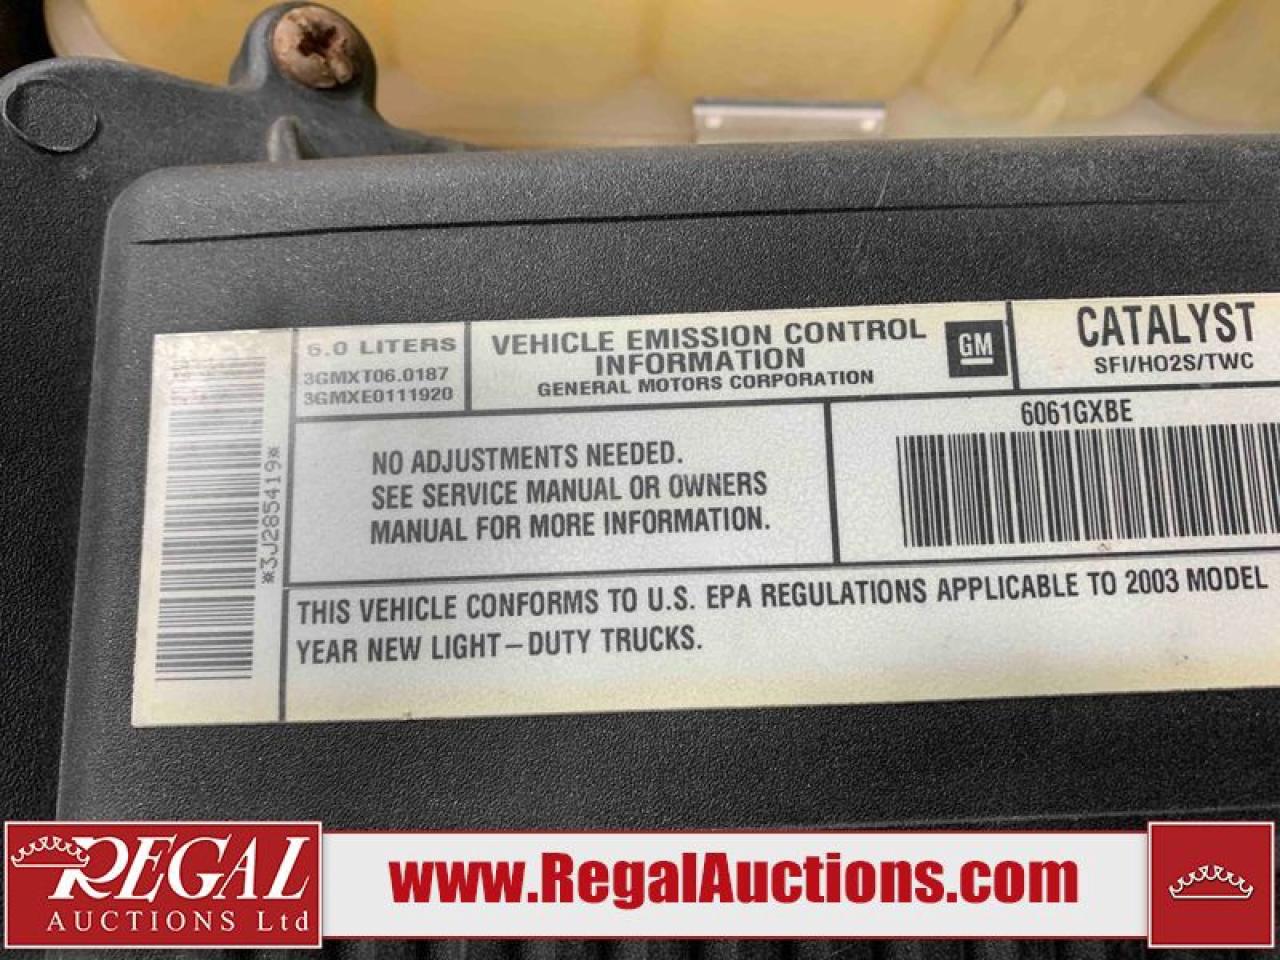 6.0 LITERS
3GMXT06.0187
3GMXE0111920
VEHICLE EMISSION CONTROL
INFORMATION
GENERAL MOTORS CORPORATION
GM
CATALYST
SFI/HO2S/TWC
*3J285419*
NO ADJUSTMENTS NEEDED.
SEE SERVICE MANUAL OR OWNERS
MANUAL FOR MORE INFORMATION.
6061GXBE
THIS VEHICLE CONFORMS TO U.S. EPA REGULATIONS APPLICABLE TO 2003 MODEL
YEAR NEW LIGHT-DUTY TRUCKS.
REGAL
AUCTIONS Ltd
www.RegalAuctions.com